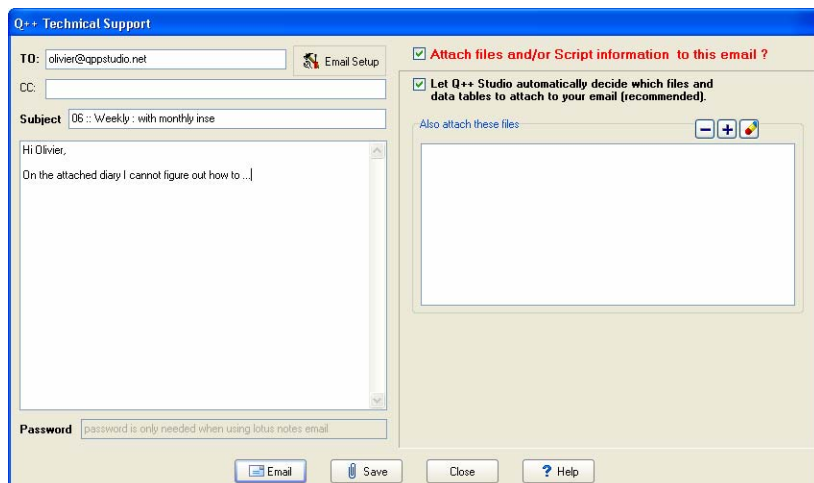 Q++ Technical Support
TO: olivier@qppstudio.net
Email Setup
CC:
Subject 06 :: Weekly : with monthly inse
Hi Olivier,
On the attached diary I cannot figure out how to ...
Password password is only needed when using lotus notes email
Attach files and/or Script information to this email ?
Let Q++ Studio automatically decide which files and
data tables to attach to your email (recommended).
Also attach these files
Email
Save
Close
? Help